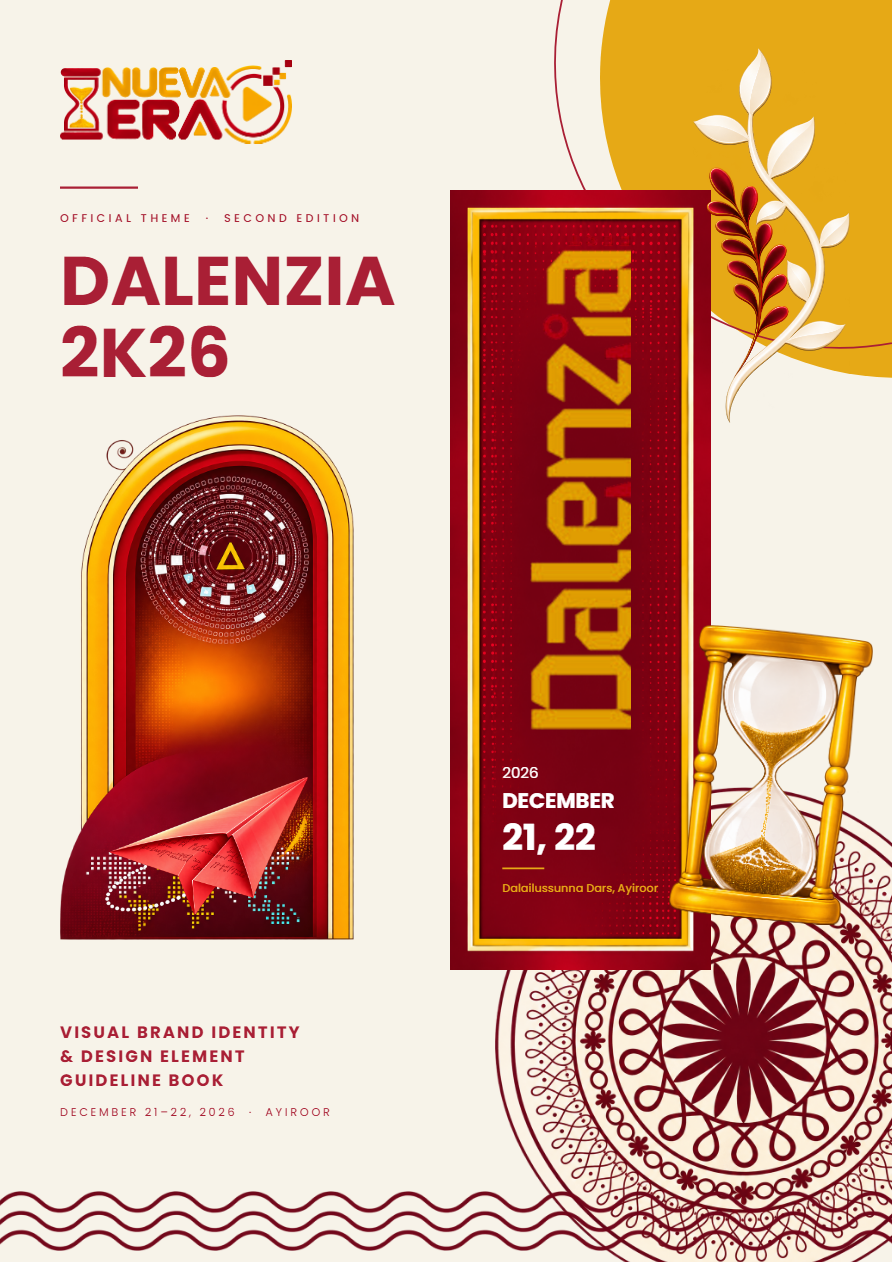 NUEVA
ERA
OFFICIAL THEME · SECOND EDITION
DALENZIA
2K26
Dalenzia
2026
DECEMBER
21, 22
Dalailussunna Dars, Ayiroor
VISUAL BRAND IDENTITY
& DESIGN ELEMENT
GUIDELINE BOOK
DECEMBER 21–22, 2026 · AYIROOR